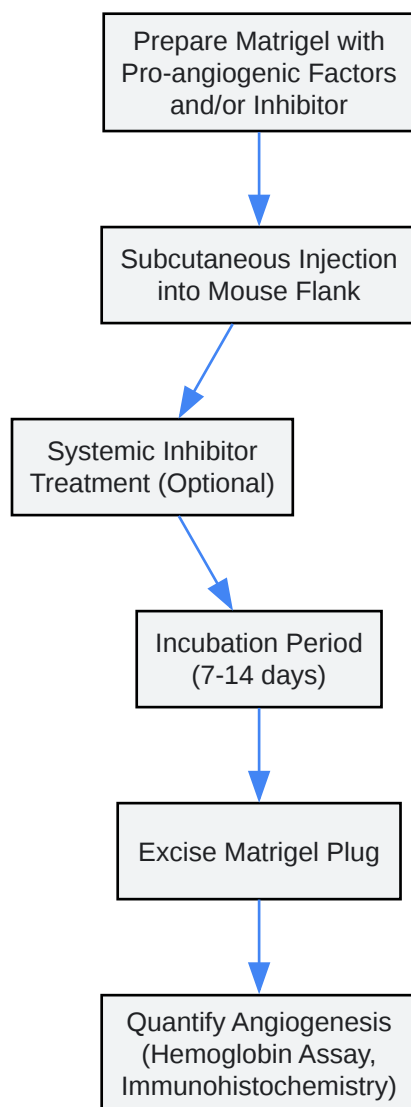 Prepare Matrigel with
Pro-angiogenic Factors
and/or Inhibitor
Subcutaneous Injection
into Mouse Flank
Systemic Inhibitor
Treatment (Optional)
Incubation Period
(7-14 days)
Excise Matrigel Plug
Quantify Angiogenesis
(Hemoglobin Assay,
Immunohistochemistry)